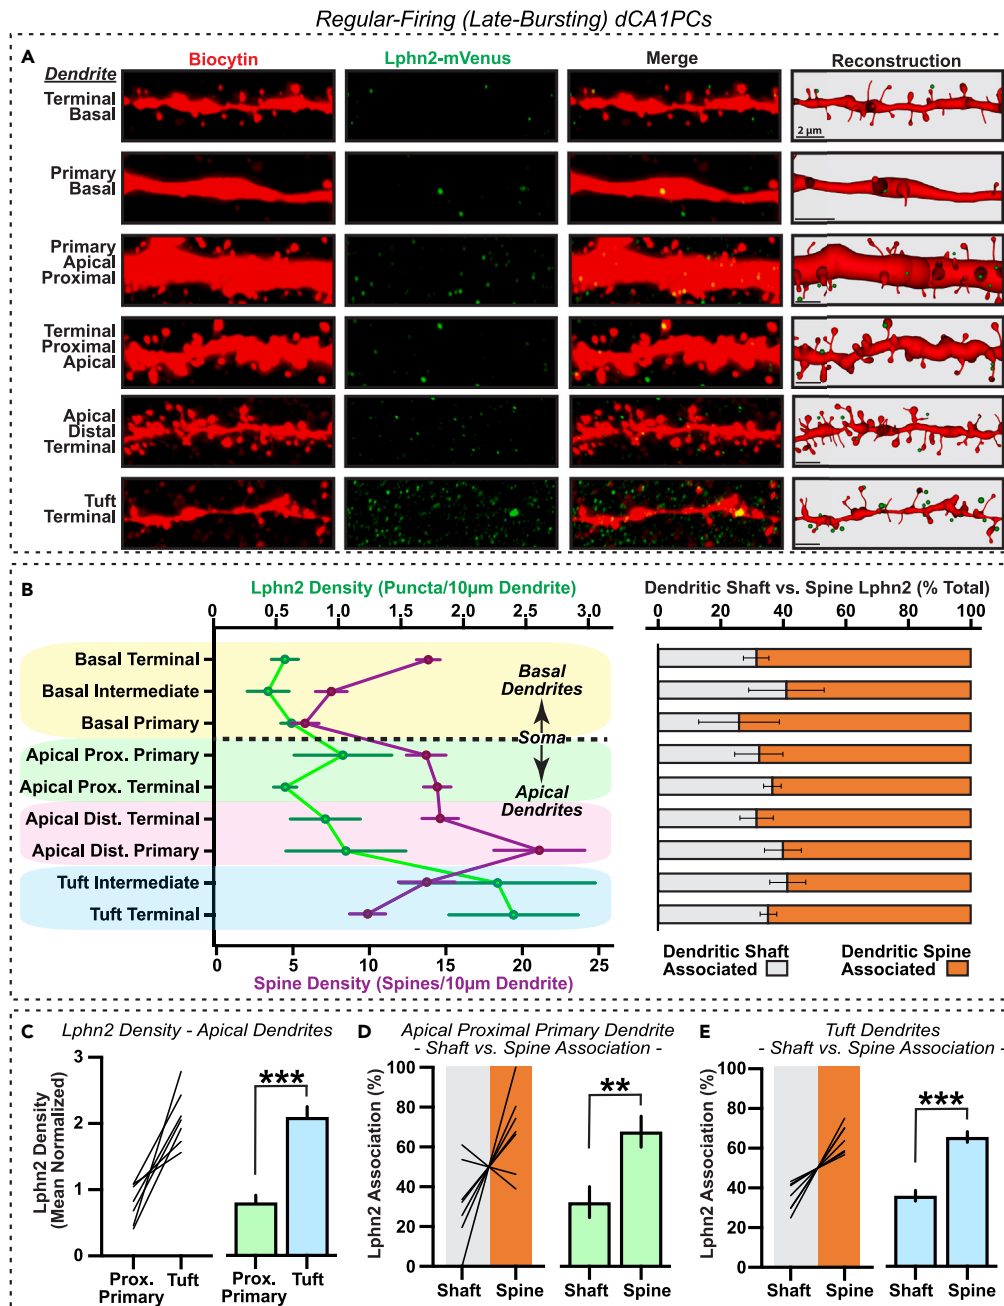 Regular-Firing (Late-Bursting) dCA1PCs
A
Dendrite
Biocytin
Lphn2-mVenus
Merge
Reconstruction
Terminal
Basal
2 µm
Primary
Basal
Primary
Apical
Proximal
Terminal
Proximal
Apical
Apical
Distal
Terminal
Tuft
Terminal
B
Lphn2 Density (Puncta/10µm Dendrite)
0 0.5 1.0 1.5 2.0 2.5 3.0
Basal Terminal
Basal Intermediate
Basal Primary
Apical Prox. Primary
Apical Prox. Terminal
Apical Dist. Terminal
Apical Dist. Primary
Tuft Intermediate
Tuft Terminal
Basal
Dendrites
Soma
Apical
Dendrites
0 5 10 15 20 25
Spine Density (Spines/10µm Dendrite)
Dendritic Shaft vs. Spine Lphn2 (% Total)
0 20 40 60 80 100
Dendritic Shaft
Associated
Dendritic Spine
Associated
C
Lphn2 Density - Apical Dendrites
Lphn2 Density
(Mean Normalized)
3
2
1
0
***
Prox.
Primary
Tuft
Prox.
Primary
Tuft
D
Apical Proximal Primary Dendrite
- Shaft vs. Spine Association -
Lphn2 Association (%)
100
80
60
40
20
0
**
Shaft Spine Shaft Spine
E
Tuft Dendrites
- Shaft vs. Spine Association -
Lphn2 Association (%)
100
80
60
40
20
0
***
Shaft Spine Shaft Spine